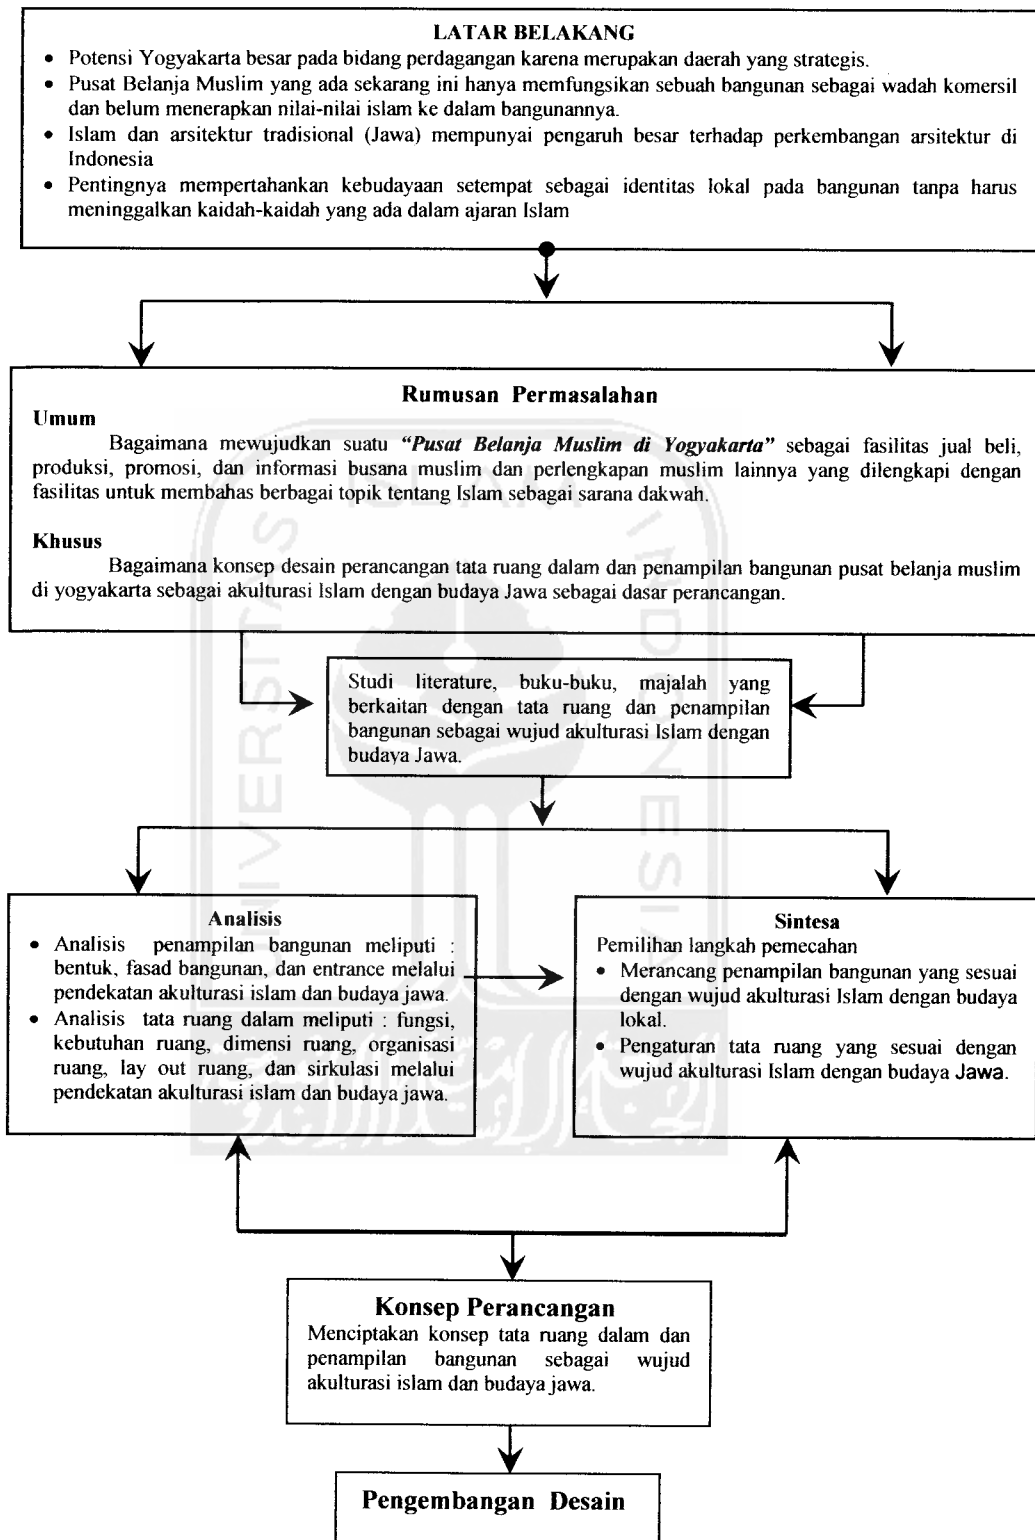 LATAR BELAKANG
• Potensi Yogyakarta besar pada bidang perdagangan karena merupakan daerah yang strategis.
• Pusat Belanja Muslim yang ada sekarang ini hanya memfungsikan sebuah bangunan sebagai wadah komersil
dan belum menerapkan nilai-nilai islam ke dalam bangunannya.
• Islam dan arsitektur tradisional (Jawa) mempunyai pengaruh besar terhadap perkembangan arsitektur di
Indonesia
• Pentingnya mempertahankan kebudayaan setempat sebagai identitas lokal pada bangunan tanpa harus
meninggalkan kaidah-kaidah yang ada dalam ajaran Islam
Rumusan Permasalahan
Umum
Bagaimana mewujudkan suatu “Pusat Belanja Muslim di Yogyakarta” sebagai fasilitas jual beli,
produksi, promosi, dan informasi busana muslim dan perlengkapan muslim lainnya yang dilengkapi dengan
fasilitas untuk membahas berbagai topik tentang Islam sebagai sarana dakwah.
Khusus
Bagaimana konsep desain perancangan tata ruang dalam dan penampilan bangunan pusat belanja muslim
di yogyakarta sebagai akulturasi Islam dengan budaya Jawa sebagai dasar perancangan.
Studi literature, buku-buku, majalah yang
berkaitan dengan tata ruang dan penampilan
bangunan sebagai wujud akulturasi Islam dengan
budaya Jawa.
Analisis
• Analisis penampilan bangunan meliputi :
bentuk, fasad bangunan, dan entrance melalui
pendekatan akulturasi islam dan budaya jawa.
• Analisis tata ruang dalam meliputi : fungsi,
kebutuhan ruang, dimensi ruang, organisasi
ruang, lay out ruang, dan sirkulasi melalui
pendekatan akulturasi islam dan budaya jawa.
Sintesa
Pemilihan langkah pemecahan
• Merancang penampilan bangunan yang sesuai
dengan wujud akulturasi Islam dengan budaya
lokal.
• Pengaturan tata ruang yang sesuai dengan
wujud akulturasi Islam dengan budaya Jawa.
Konsep Perancangan
Menciptakan konsep tata ruang dalam dan
penampilan bangunan sebagai wujud
akulturasi islam dan budaya jawa.
Pengembangan Desain
UNIVERSITAS
ISLAM
INDONESIA